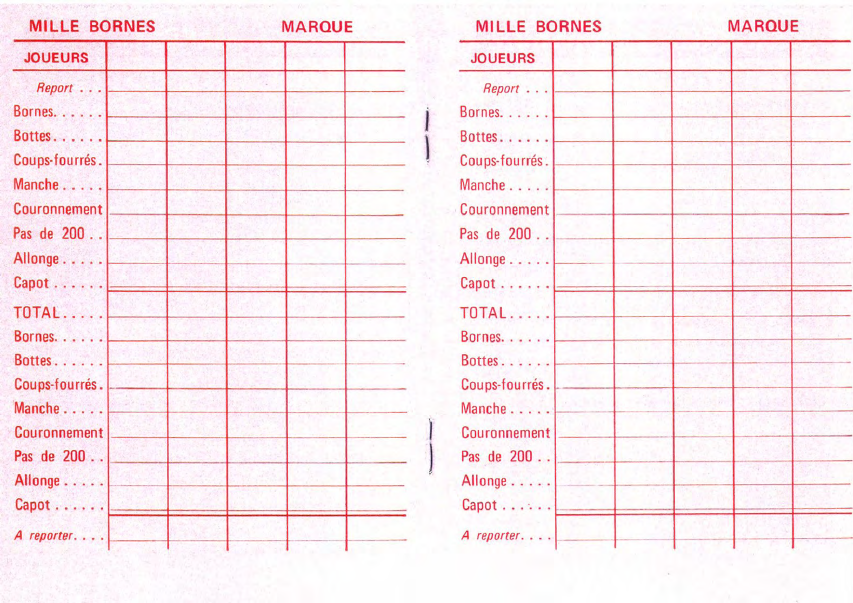 MILLE BORNES MARQUE
JOUEURS
Report . . .
Bornes. . . . . .
Bottes . . . . . .
Coups-fourrés .
Manche . . . . .
Couronnement
Pas de 200 . .
Allonge . . . . .
Capot . . . . . .
TOTAL . . . . .
Bornes. . . . . .
Bottes . . . . . .
Coups-fourrés .
Manche . . . . .
Couronnement
Pas de 200 . .
Allonge . . . . .
Capot . . . . . .
A reporter. . . .
MILLE BORNES MARQUE
JOUEURS
Report . . .
Bornes. . . . . .
Bottes . . . . . .
Coups-fourrés .
Manche . . . . .
Couronnement
Pas de 200 . .
Allonge . . . . .
Capot . . . . . .
TOTAL . . . . .
Bornes. . . . . .
Bottes . . . . . .
Coups-fourrés .
Manche . . . . .
Couronnement
Pas de 200 . .
Allonge . . . . .
Capot . . . . . .
A reporter. . . .